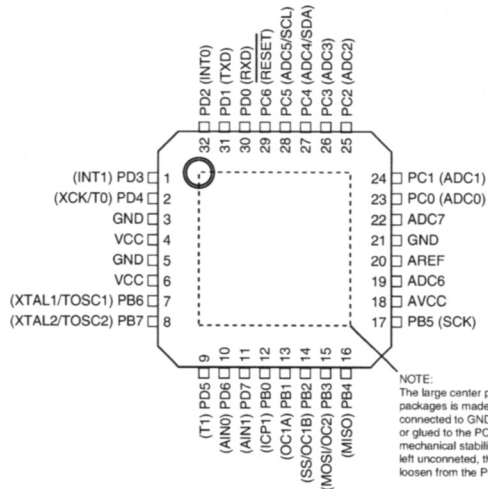 32 PD2 (INT0)
31 PD1 (TXD)
30 PD0 (RXD)
29 PC6 (RESET)
28 PC5 (ADC5/SCL)
27 PC4 (ADC4/SDA)
26 PC3 (ADC3)
25 PC2 (ADC2)
(INT1) PD3 1
(XCK/T0) PD4 2
GND 3
VCC 4
GND 5
VCC 6
(XTAL1/TOSC1) PB6 7
(XTAL2/TOSC2) PB7 8
24 PC1 (ADC1)
23 PC0 (ADC0)
22 ADC7
21 GND
20 AREF
19 ADC6
18 AVCC
17 PB5 (SCK)
(T1) PD5 9
(AIN0) PD6 10
(AIN1) PD7 11
(ICP1) PB0 12
(OC1A) PB1 13
(SS/OC1B) PB2 14
(MOSI/OC2) PB3 15
(MISO) PB4 16
NOTE:
The large center p
packages is made
connected to GND
or glued to the PC
mechanical stabili
left unconneted, th
loosen from the P